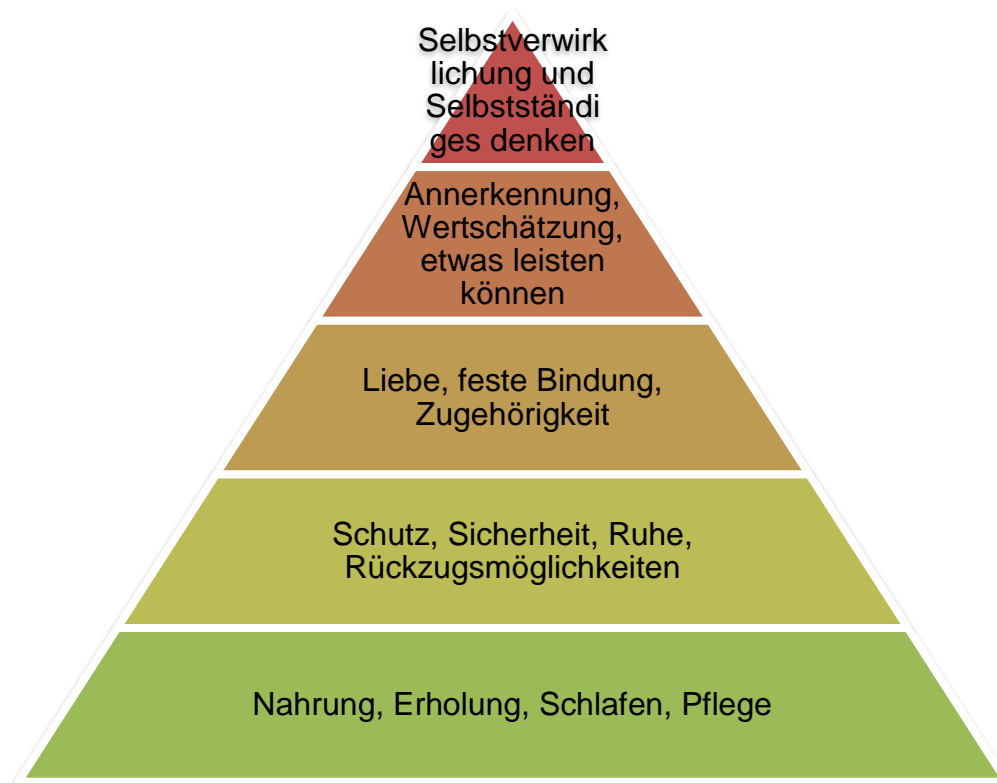 Selbstverwirk
lichung und
Selbstständi
ges denken
Annerkennung,
Wertschätzung,
etwas leisten
können
Liebe, feste Bindung,
Zugehörigkeit
Schutz, Sicherheit, Ruhe,
Rückzugsmöglichkeiten
Nahrung, Erholung, Schlafen, Pflege